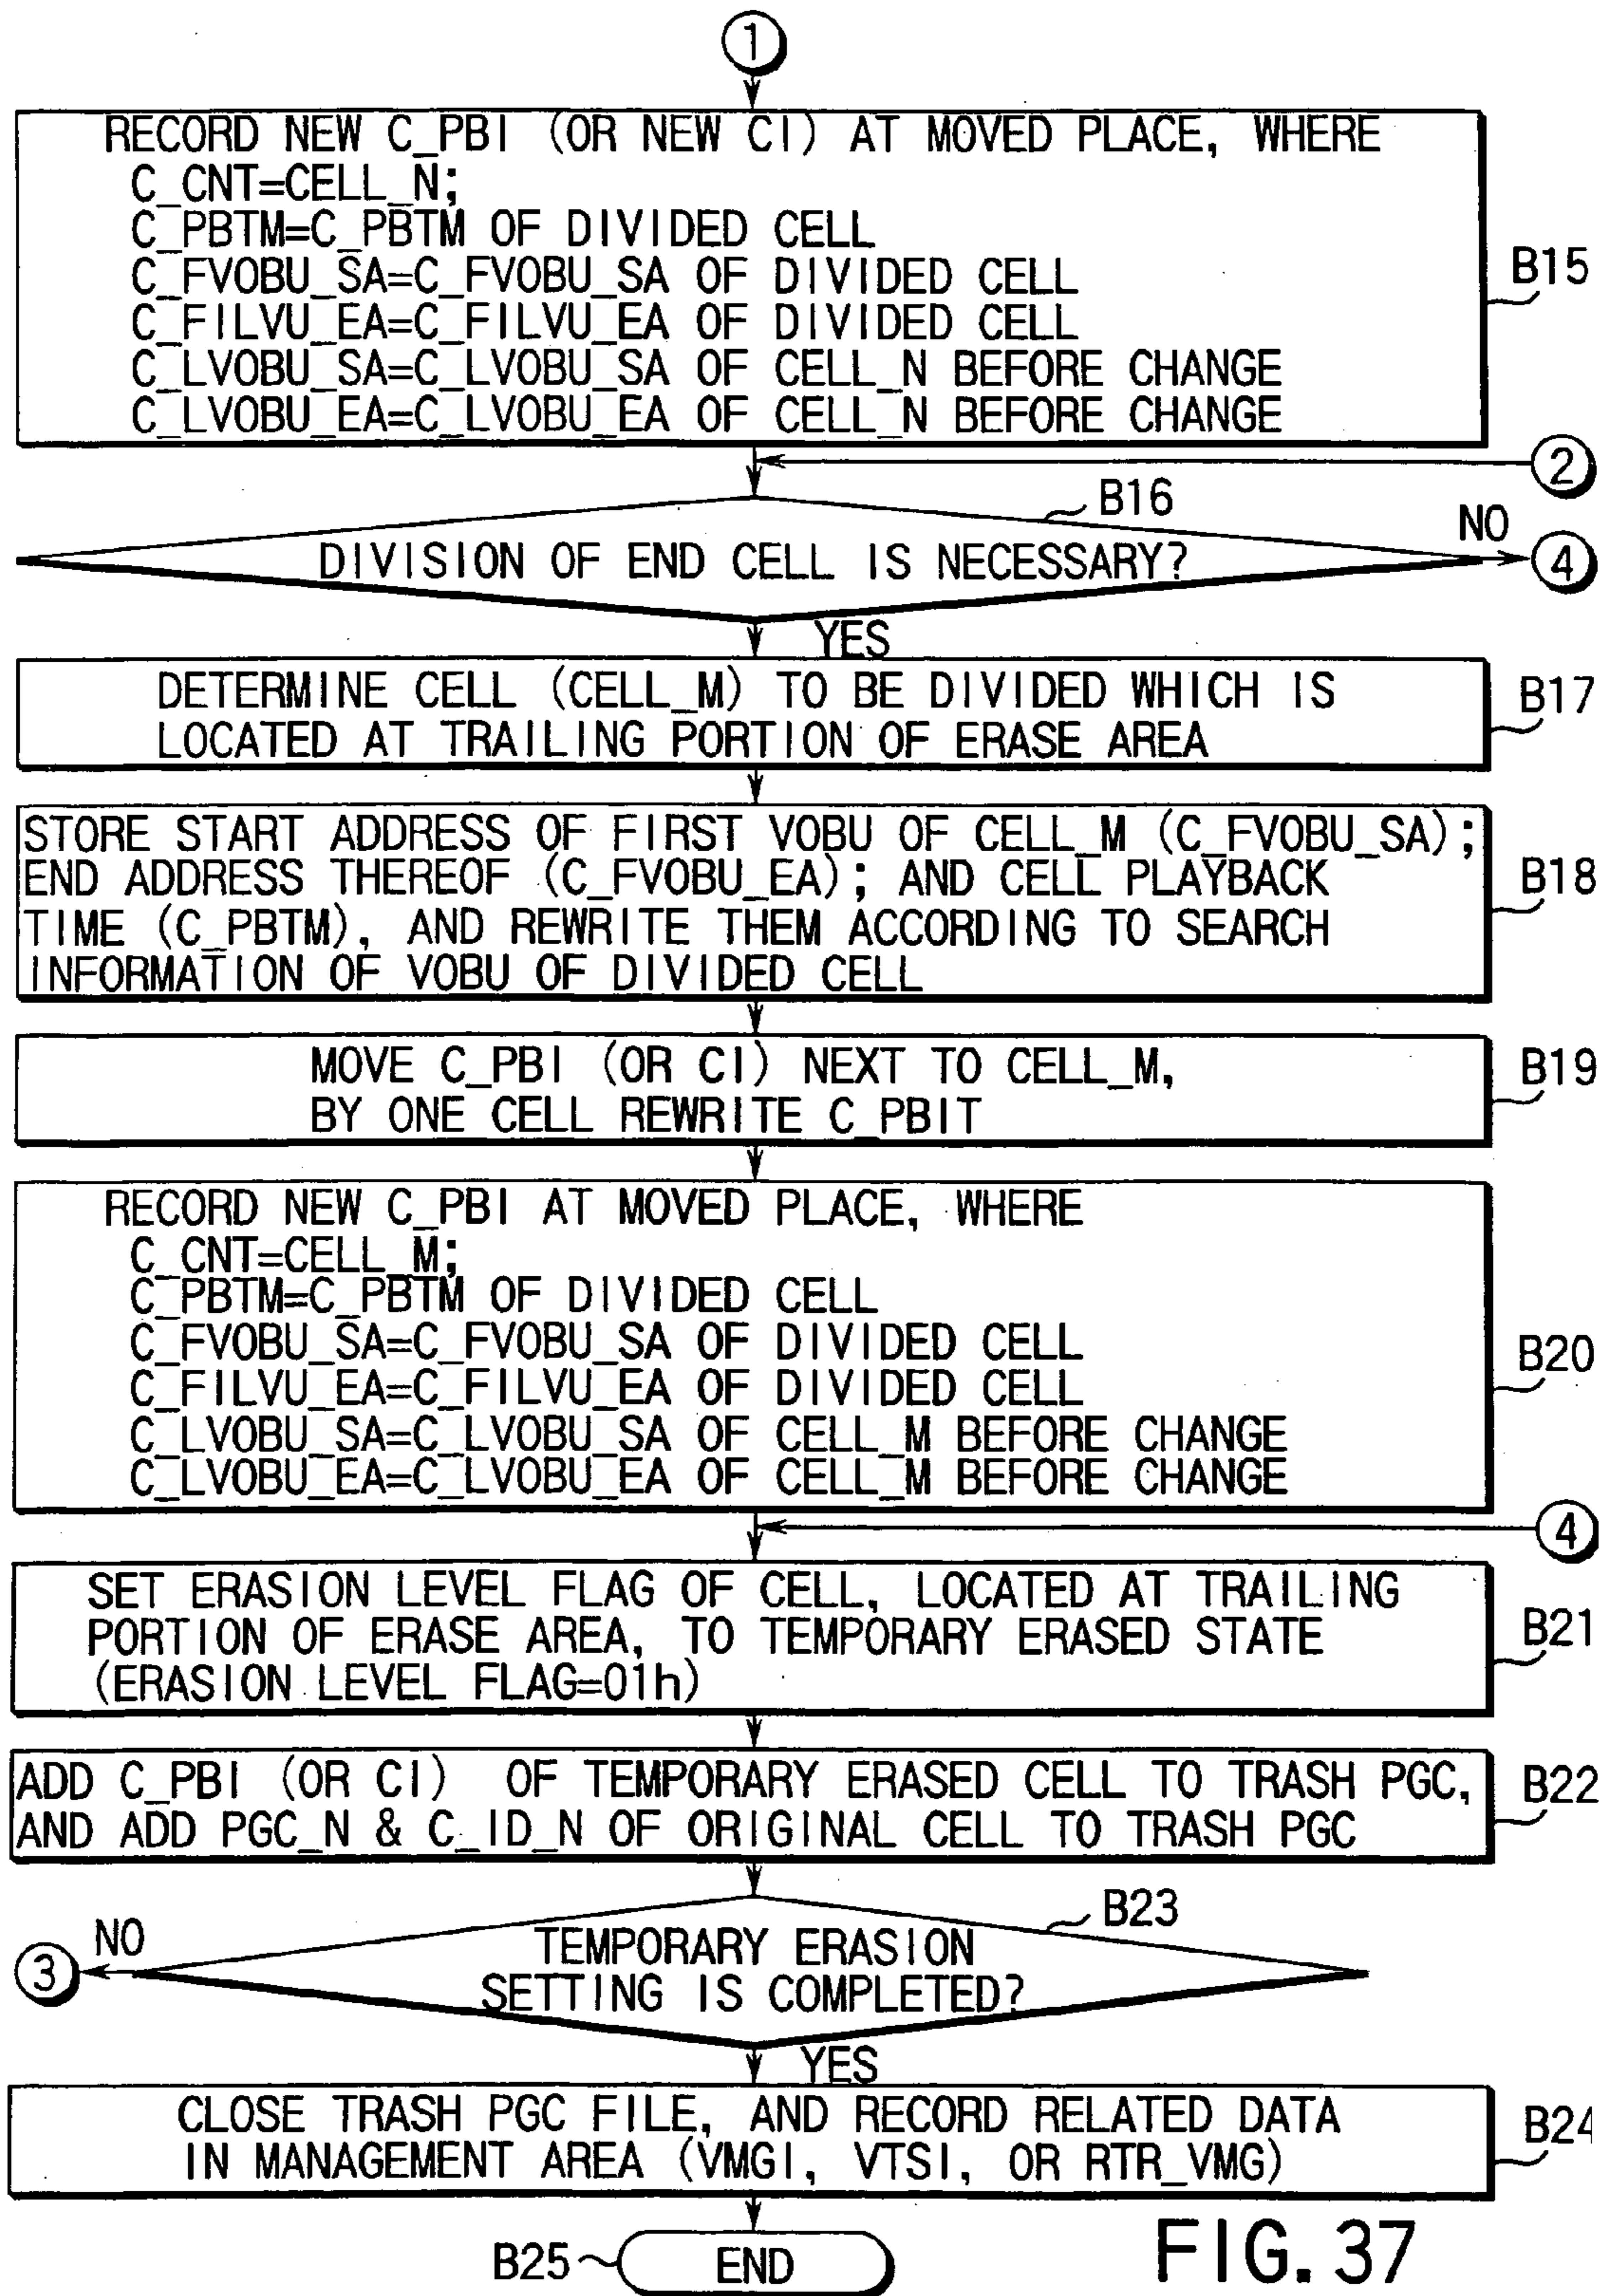 1
RECORD NEW C_PBI (OR NEW CI) AT MOVED PLACE, WHERE
C_CNT=CELL_N;
C_PBTM=C_PBTM OF DIVIDED CELL
C_FVOBU_SA=C_FVOBU_SA OF DIVIDED CELL
C_FILVU_EA=C_FILVU_EA OF DIVIDED CELL
C_LVOBU_SA=C_LVOBU_SA OF CELL_N BEFORE CHANGE
C_LVOBU_EA=C_LVOBU_EA OF CELL_N BEFORE CHANGE
B15
2
B16
DIVISION OF END CELL IS NECESSARY?
NO
4
YES
DETERMINE CELL (CELL_M) TO BE DIVIDED WHICH IS
LOCATED AT TRAILING PORTION OF ERASE AREA
B17
STORE START ADDRESS OF FIRST VOBU OF CELL_M (C_FVOBU_SA);
END ADDRESS THEREOF (C_FVOBU_EA); AND CELL PLAYBACK
TIME (C_PBTM), AND REWRITE THEM ACCORDING TO SEARCH
INFORMATION OF VOBU OF DIVIDED CELL
B18
MOVE C_PBI (OR CI) NEXT TO CELL_M,
BY ONE CELL REWRITE C_PBIT
B19
RECORD NEW C_PBI AT MOVED PLACE, WHERE
C_CNT=CELL_M;
C_PBTM=C_PBTM OF DIVIDED CELL
C_FVOBU_SA=C_FVOBU_SA OF DIVIDED CELL
C_FILVU_EA=C_FILVU_EA OF DIVIDED CELL
C_LVOBU_SA=C_LVOBU_SA OF CELL_M BEFORE CHANGE
C_LVOBU_EA=C_LVOBU_EA OF CELL_M BEFORE CHANGE
B20
4
SET ERASION LEVEL FLAG OF CELL, LOCATED AT TRAILING
PORTION OF ERASE AREA, TO TEMPORARY ERASED STATE
(ERASION LEVEL FLAG=01h)
B21
ADD C_PBI (OR CI) OF TEMPORARY ERASED CELL TO TRASH PGC,
AND ADD PGC_N & C_ID_N OF ORIGINAL CELL TO TRASH PGC
B22
B23
NO
3
TEMPORARY ERASION
SETTING IS COMPLETED?
YES
CLOSE TRASH PGC FILE, AND RECORD RELATED DATA
IN MANAGEMENT AREA (VMGI, VTSI, OR RTR_VMG)
B24
B25
END
FIG. 37